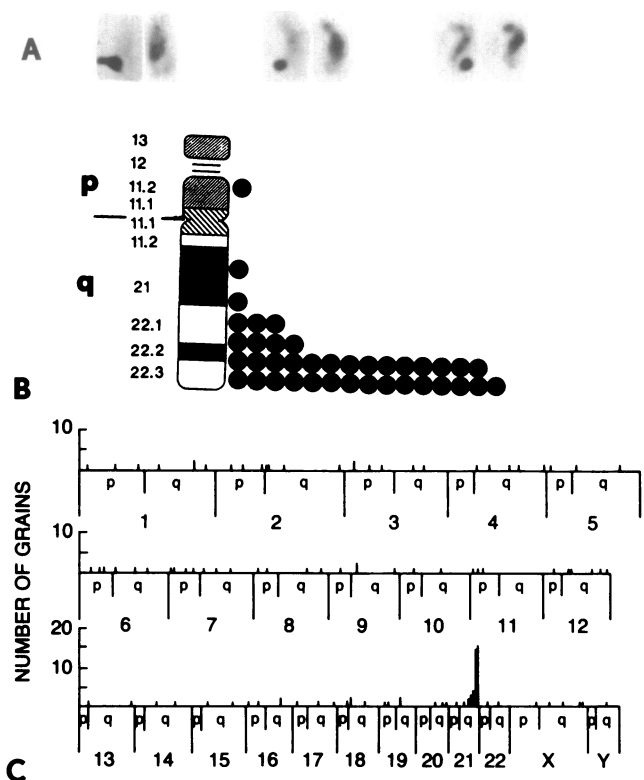 A
13
12
p
11.2
11.1
11.1
11.2
q
21
22.1
22.2
22.3
B
10
p q p q p q p q p q
1 2 3 4 5
10
p q p q p q p q p q p q p q
6 7 8 9 10 11 12
20
10
p q p q p q p q p q p q p q p q p q p q p q p q
13 14 15 16 17 18 19 20 21 22 X Y
NUMBER OF GRAINS
C